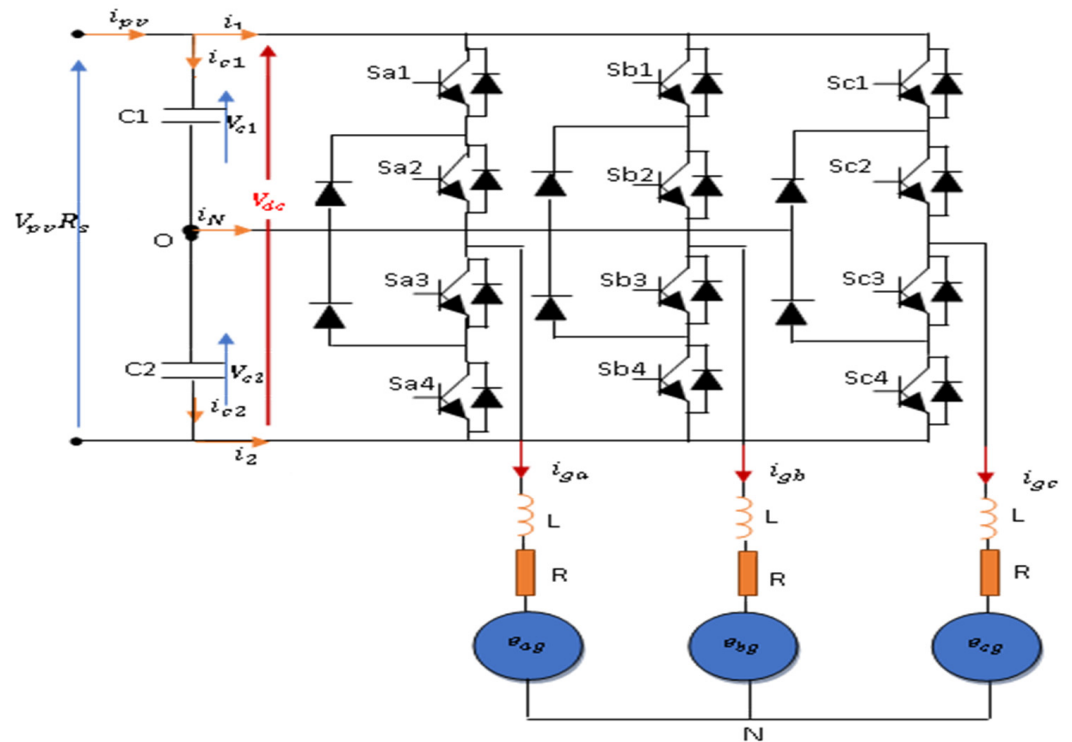 i_pv i_1
i_c1
Sa1 Sb1 Sc1
C1 V_c1
Sa2 Sb2 Sc2
V_pv R_s V_dc
i_N
O
Sa3 Sb3 Sc3
C2 V_c2
Sa4 Sb4 Sc4
i_c2
i_2
i_ga i_gb i_gc
L L L
R R R
e_ag e_bg e_cg
N